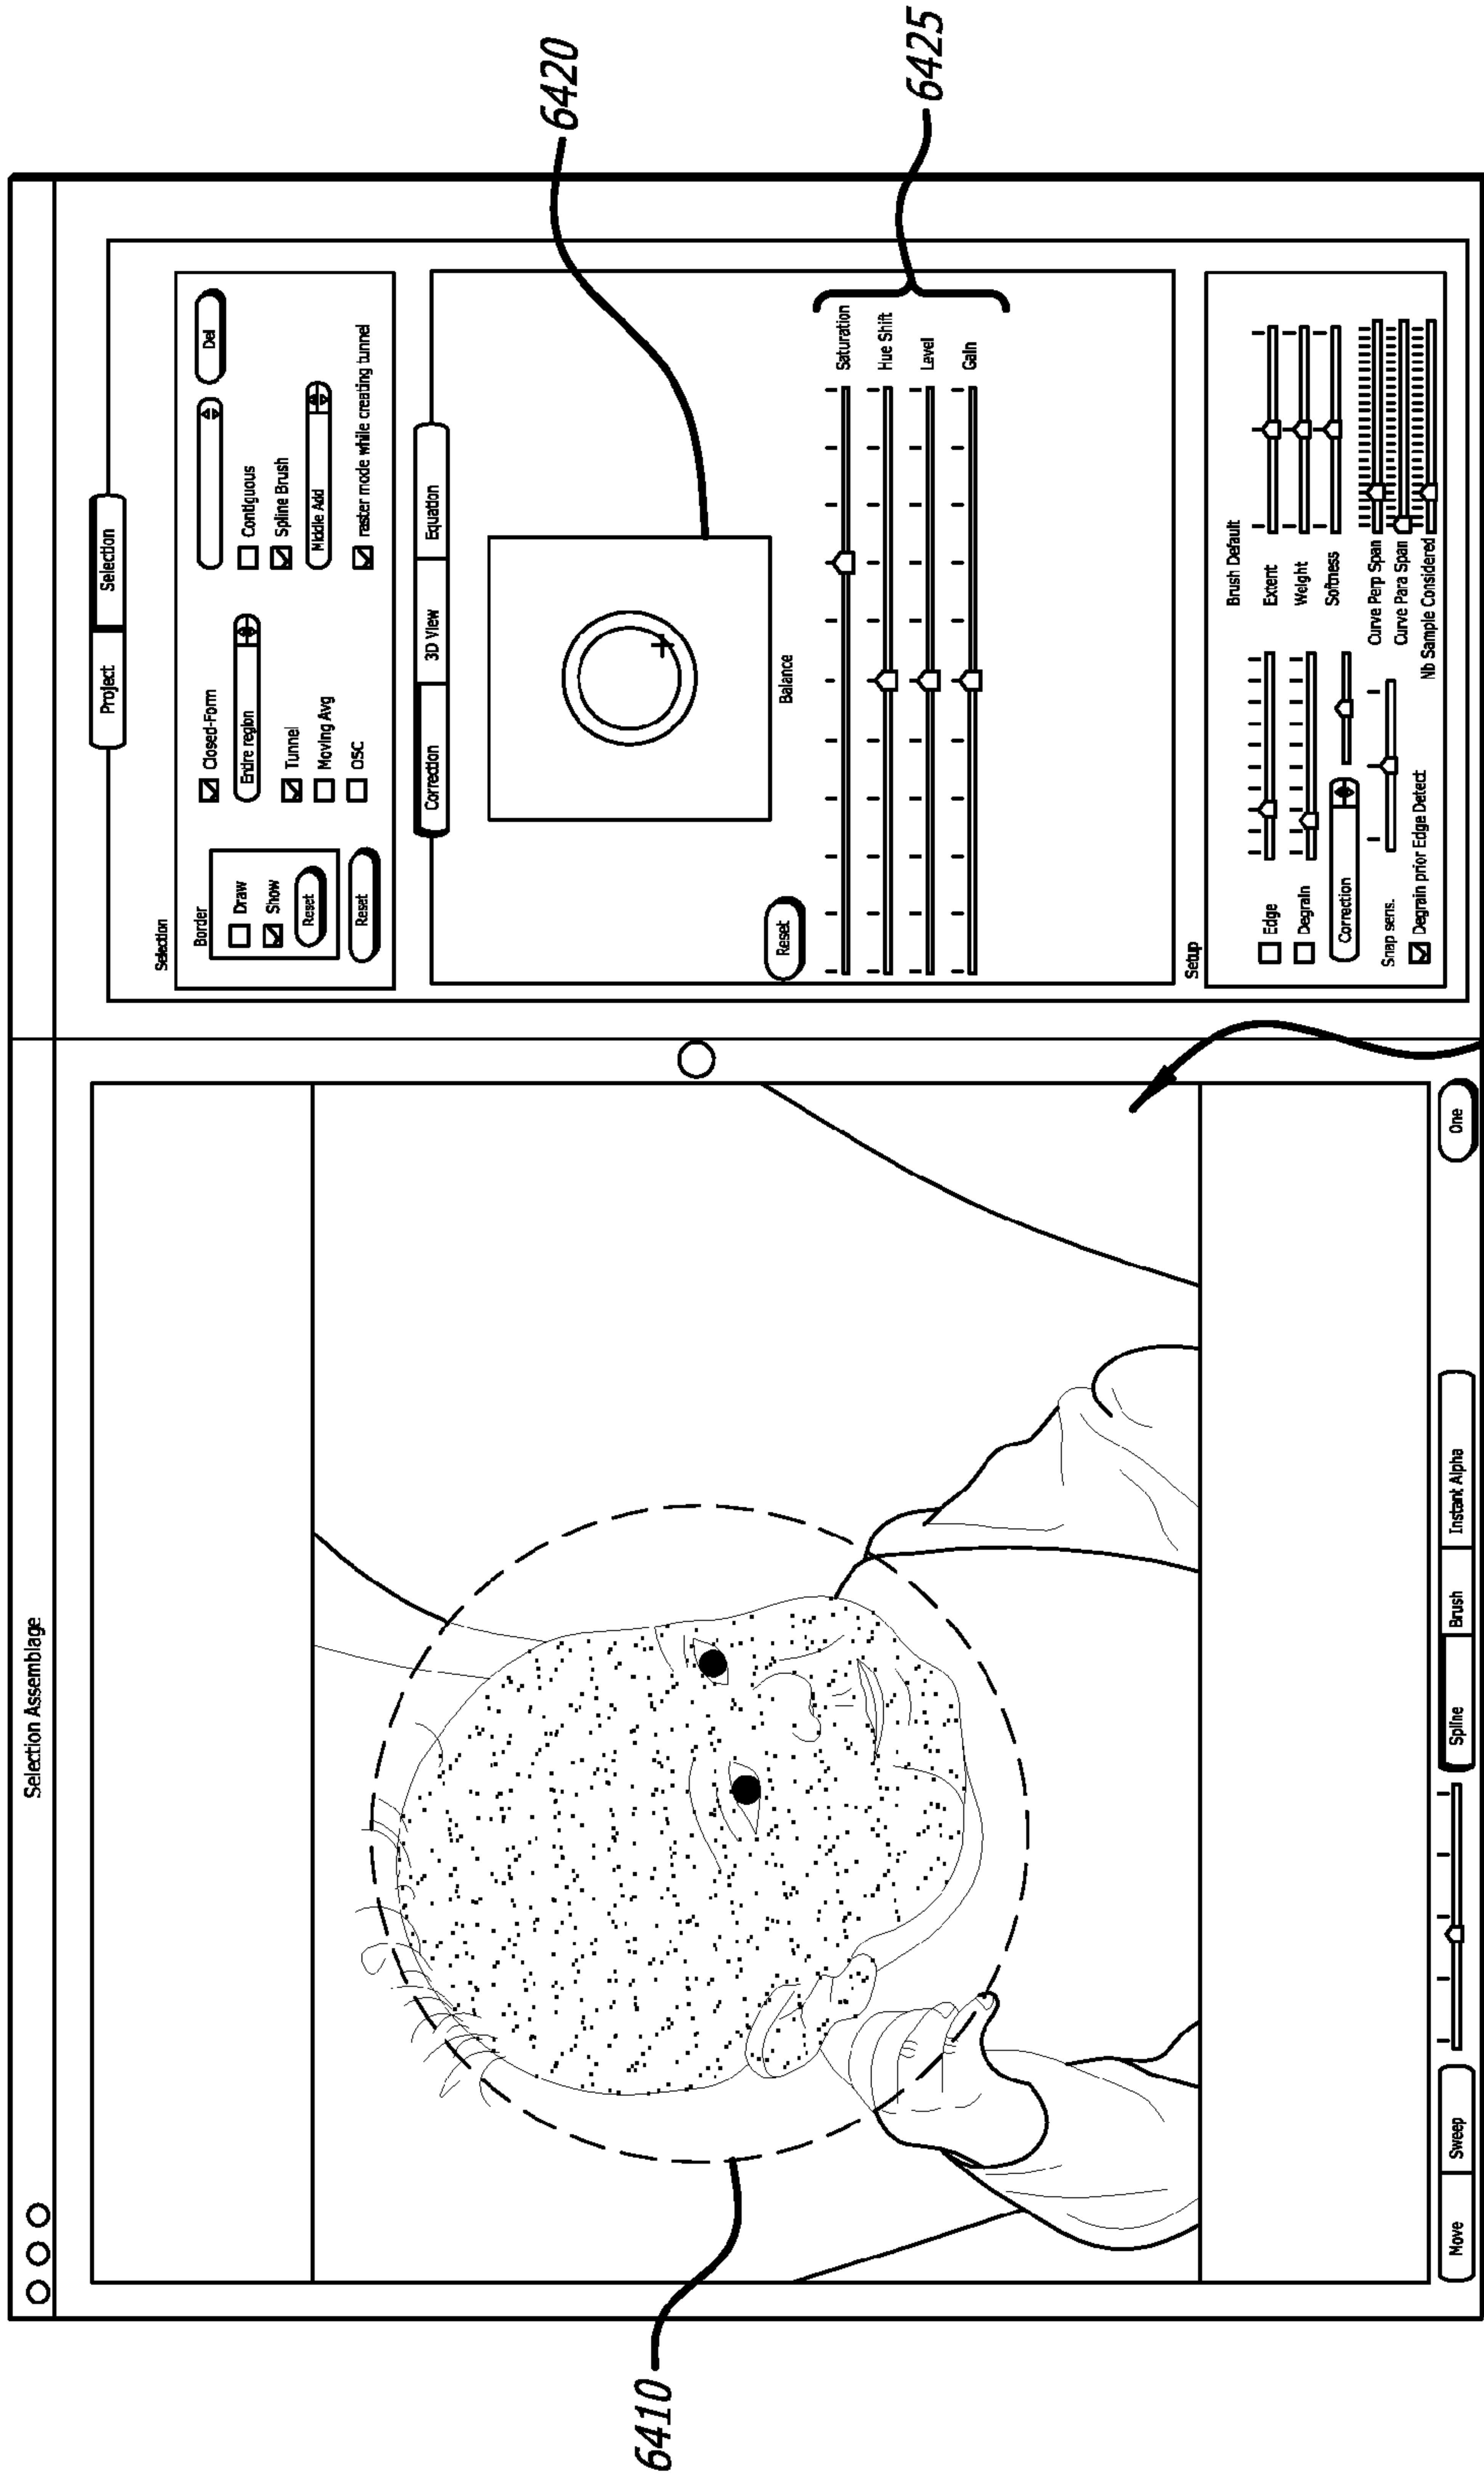 Selection Assemblage
Project
Selection
Selection
Border
Draw
Show
Reset
Reset
Closed-Form
Entire region
Tunnel
Moving Avg
OSC
Del
Contiguous
Spline Brush
Middle Add
raster mode while creating tunnel
Correction
3D View
Equation
6420
Balance
Reset
Saturation
Hue Shift
Level
Gain
6425
Setup
Edge
Degrain
Correction
Snap sens.
Degrain prior Edge Detect
Brush Default
Extent
Weight
Softness
Curve Perp Span
Curve Para Span
Nb Sample Considered
6410
Move
Sweep
Spline
Brush
Instant Alpha
One